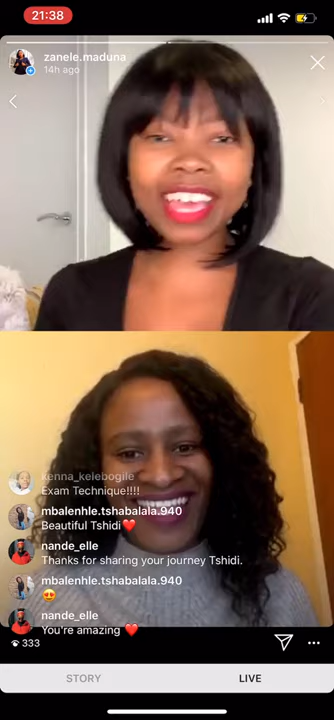 21:38
zanele.maduna
14h ago
kenna_kelebogile
Exam Technique!!!!
mbalenhle.tshabalala.940
Beautiful Tshidi❤️
nande_elle
Thanks for sharing your journey Tshidi.
mbalenhle.tshabalala.940
😍
nande_elle
You're amazing ❤️
333
STORY
LIVE